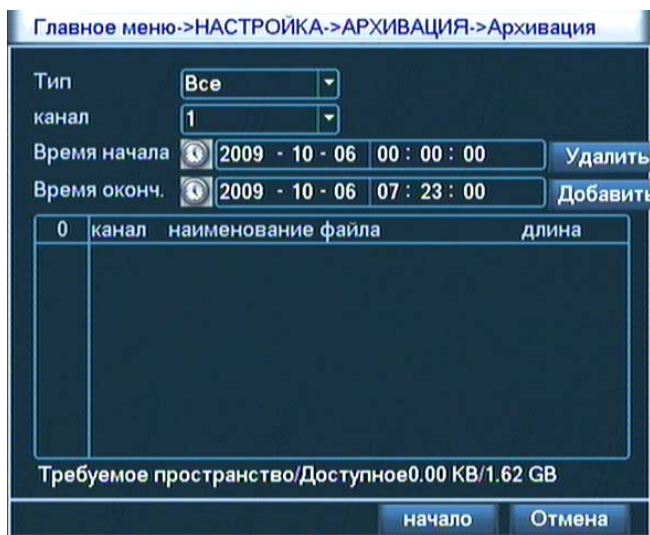 Главное меню->НАСТРОЙКА->АРХИВАЦИЯ->Архивация
Тип Все
канал 1
Время начала 2009 - 10 - 06 00 : 00 : 00 Удалить
Время оконч. 2009 - 10 - 06 07 : 23 : 00 Добавить
0 канал наименование файла длина
Требуемое пространство/Доступное0.00 KB/1.62 GB
начало Отмена